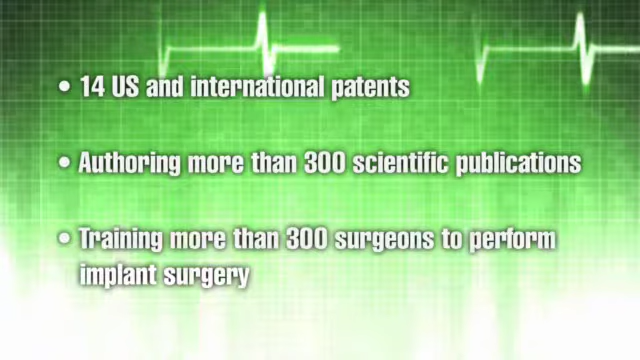 • 14 US and international patents
• Authoring more than 300 scientific publications
• Training more than 300 surgeons to perform
implant surgery